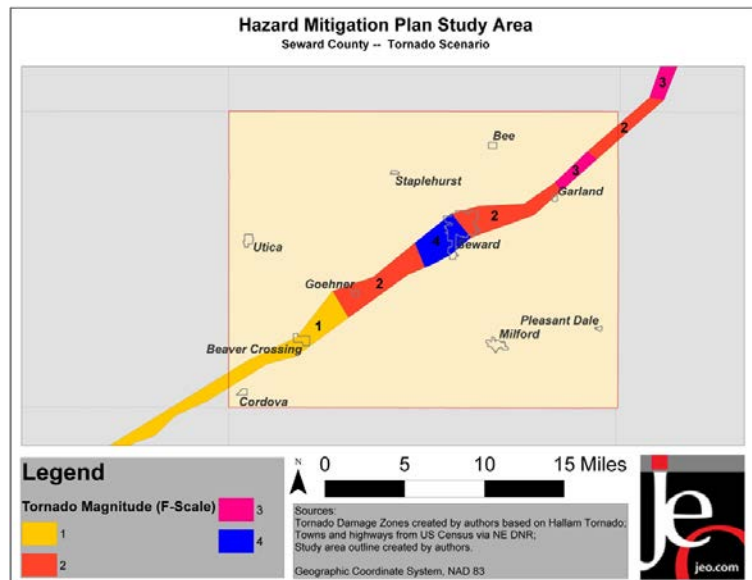 Hazard Mitigation Plan Study Area
Seward County -- Tornado Scenario
3
2
Bee
3
Staplehurst
Garland
2
4
Seward
Utica
Goehner
2
1
Pleasant Dale
Milford
Beaver Crossing
Cordova
Legend
Tornado Magnitude (F-Scale)
1
2
3
4
N
0 5 10 15 Miles
Sources:
Tornado Damage Zones created by authors based on Hallam Tornado;
Towns and highways from US Census via NE DNR;
Study area outline created by authors.
Geographic Coordinate System, NAD 83
jeo
jeo.com